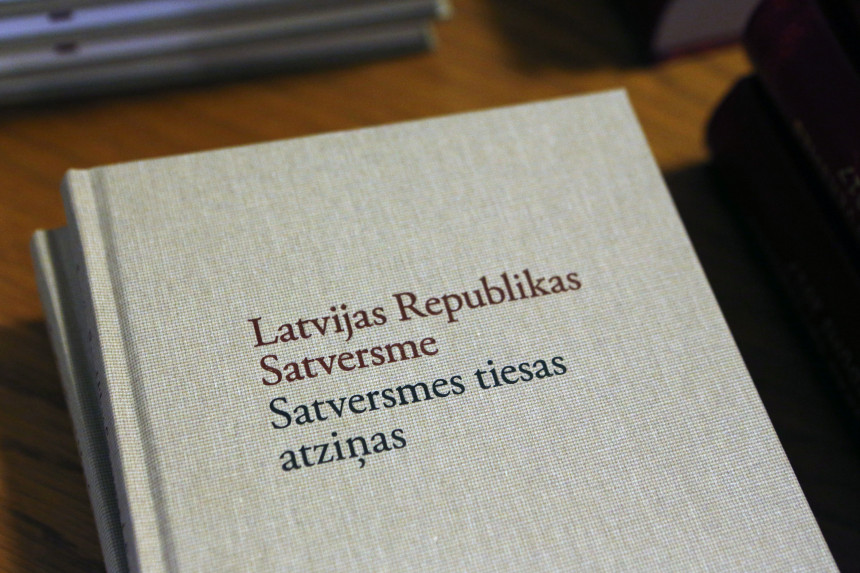 Latvijas Republikas
Satversme
Satversmes tiesas
atziņas